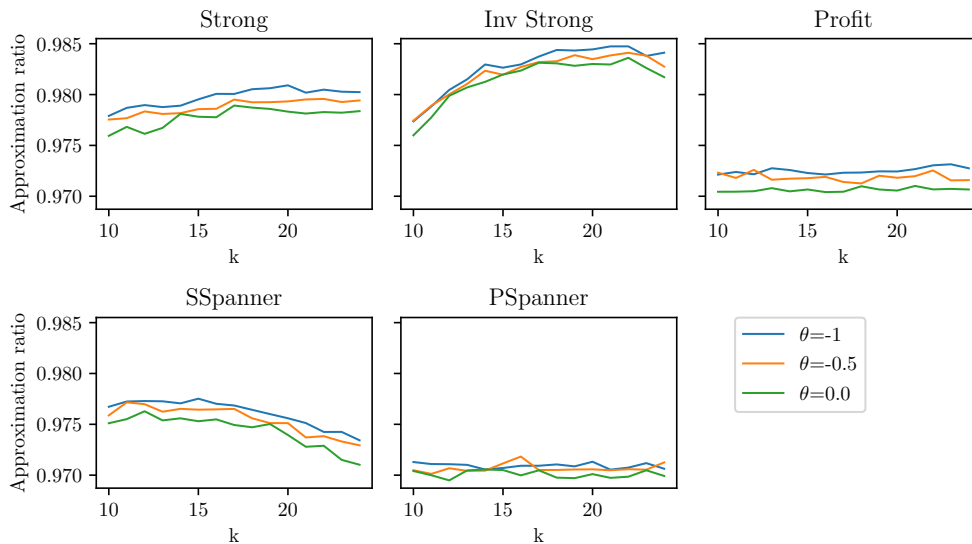 Strong
Inv Strong
Profit
Approximation ratio
0.985
0.980
0.975
0.970
10 15 20
k
10 15 20
k
10 15 20
k
SSpanner
PSpanner
Approximation ratio
0.985
0.980
0.975
0.970
10 15 20
k
10 15 20
k
θ=-1
θ=-0.5
θ=0.0